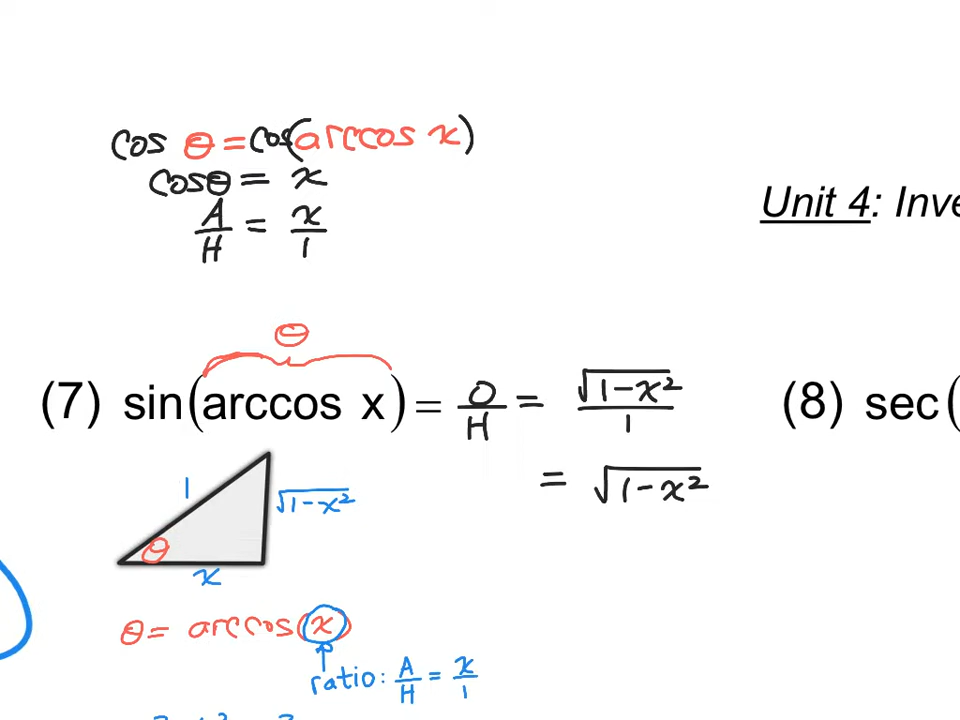 cos θ = cos(arccos x)
cosθ = x
A/H = x/1
Unit 4: Inve
θ
(7) sin(arccos x) = O/H = √(1-x²)/1
= √(1-x²)
(8) sec(
1
√(1-x²)
θ
x
θ = arccos(x)
ratio: A/H = x/1